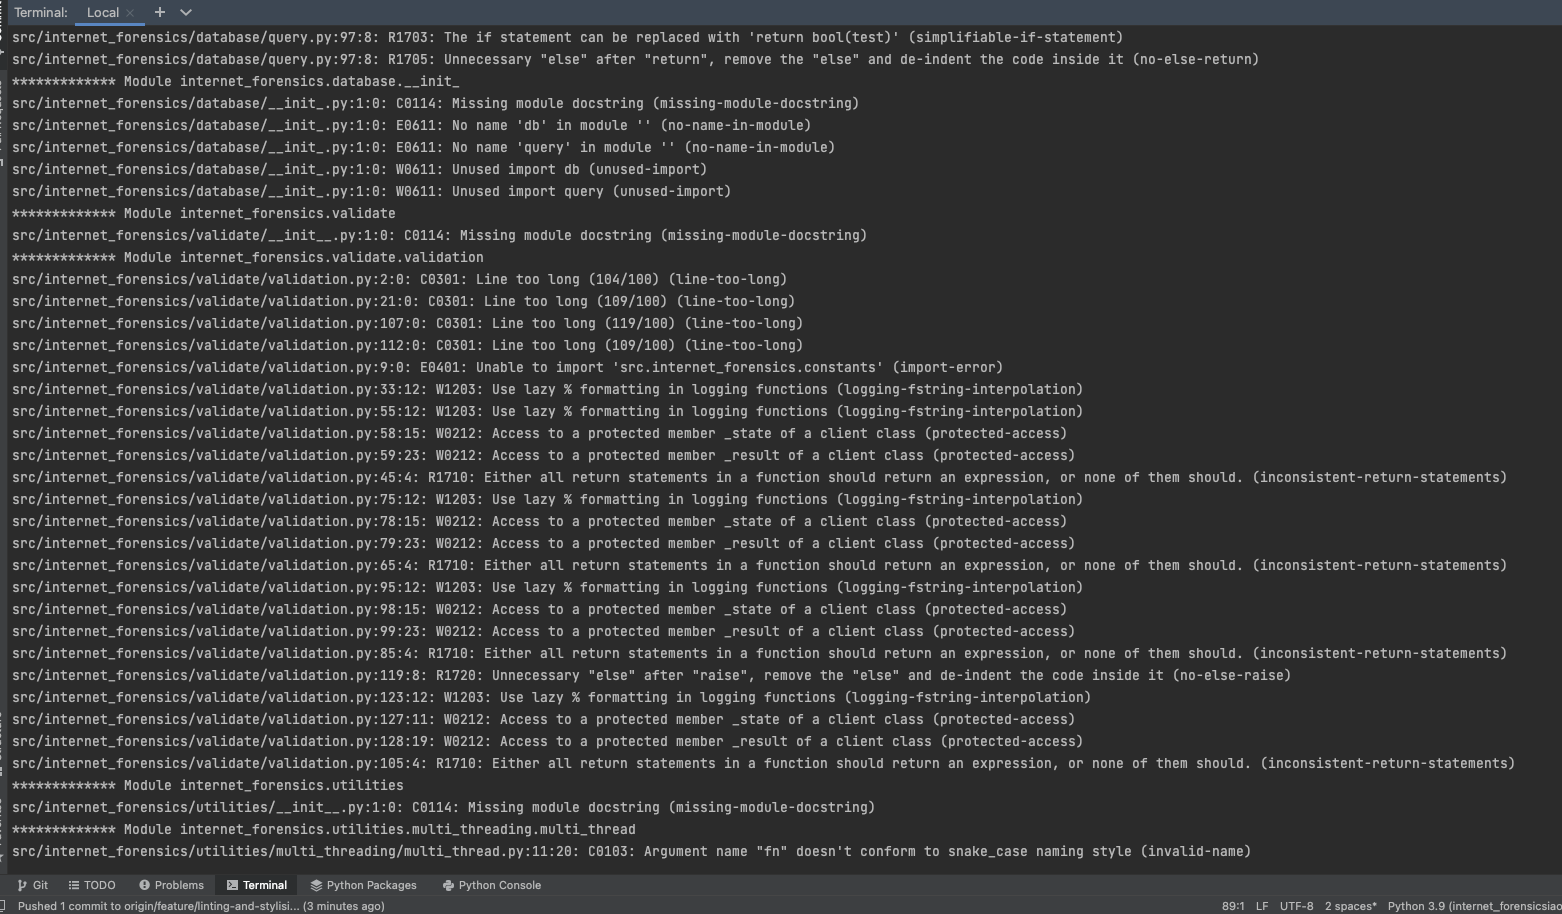 Terminal: Local × +
src/internet_forensics/database/query.py:97:8: R1703: The if statement can be replaced with 'return bool(test)' (simplifiable-if-statement)
src/internet_forensics/database/query.py:97:8: R1705: Unnecessary "else" after "return", remove the "else" and de-indent the code inside it (no-else-return)
************* Module internet_forensics.database.__init_
src/internet_forensics/database/__init_.py:1:0: C0114: Missing module docstring (missing-module-docstring)
src/internet_forensics/database/__init_.py:1:0: E0611: No name 'db' in module '' (no-name-in-module)
src/internet_forensics/database/__init_.py:1:0: E0611: No name 'query' in module '' (no-name-in-module)
src/internet_forensics/database/__init_.py:1:0: W0611: Unused import db (unused-import)
src/internet_forensics/database/__init_.py:1:0: W0611: Unused import query (unused-import)
************* Module internet_forensics.validate
src/internet_forensics/validate/__init__.py:1:0: C0114: Missing module docstring (missing-module-docstring)
************* Module internet_forensics.validate.validation
src/internet_forensics/validate/validation.py:2:0: C0301: Line too long (104/100) (line-too-long)
src/internet_forensics/validate/validation.py:21:0: C0301: Line too long (109/100) (line-too-long)
src/internet_forensics/validate/validation.py:107:0: C0301: Line too long (119/100) (line-too-long)
src/internet_forensics/validate/validation.py:112:0: C0301: Line too long (109/100) (line-too-long)
src/internet_forensics/validate/validation.py:9:0: E0401: Unable to import 'src.internet_forensics.constants' (import-error)
src/internet_forensics/validate/validation.py:33:12: W1203: Use lazy % formatting in logging functions (logging-fstring-interpolation)
src/internet_forensics/validate/validation.py:55:12: W1203: Use lazy % formatting in logging functions (logging-fstring-interpolation)
src/internet_forensics/validate/validation.py:58:15: W0212: Access to a protected member _state of a client class (protected-access)
src/internet_forensics/validate/validation.py:59:23: W0212: Access to a protected member _result of a client class (protected-access)
src/internet_forensics/validate/validation.py:45:4: R1710: Either all return statements in a function should return an expression, or none of them should. (inconsistent-return-statements)
src/internet_forensics/validate/validation.py:75:12: W1203: Use lazy % formatting in logging functions (logging-fstring-interpolation)
src/internet_forensics/validate/validation.py:78:15: W0212: Access to a protected member _state of a client class (protected-access)
src/internet_forensics/validate/validation.py:79:23: W0212: Access to a protected member _result of a client class (protected-access)
src/internet_forensics/validate/validation.py:65:4: R1710: Either all return statements in a function should return an expression, or none of them should. (inconsistent-return-statements)
src/internet_forensics/validate/validation.py:95:12: W1203: Use lazy % formatting in logging functions (logging-fstring-interpolation)
src/internet_forensics/validate/validation.py:98:15: W0212: Access to a protected member _state of a client class (protected-access)
src/internet_forensics/validate/validation.py:99:23: W0212: Access to a protected member _result of a client class (protected-access)
src/internet_forensics/validate/validation.py:85:4: R1710: Either all return statements in a function should return an expression, or none of them should. (inconsistent-return-statements)
src/internet_forensics/validate/validation.py:119:8: R1720: Unnecessary "else" after "raise", remove the "else" and de-indent the code inside it (no-else-raise)
src/internet_forensics/validate/validation.py:123:12: W1203: Use lazy % formatting in logging functions (logging-fstring-interpolation)
src/internet_forensics/validate/validation.py:127:11: W0212: Access to a protected member _state of a client class (protected-access)
src/internet_forensics/validate/validation.py:128:19: W0212: Access to a protected member _result of a client class (protected-access)
src/internet_forensics/validate/validation.py:105:4: R1710: Either all return statements in a function should return an expression, or none of them should. (inconsistent-return-statements)
************* Module internet_forensics.utilities
src/internet_forensics/utilities/__init__.py:1:0: C0114: Missing module docstring (missing-module-docstring)
************* Module internet_forensics.utilities.multi_threading.multi_thread
src/internet_forensics/utilities/multi_threading/multi_thread.py:11:20: C0103: Argument name "fn" doesn't conform to snake_case naming style (invalid-name)
Git TODO Problems Terminal Python Packages Python Console
Pushed 1 commit to origin/feature/linting-and-stylisi... (3 minutes ago) 89:1 LF UTF-8 2 spaces* Python 3.9 (internet_forensicsiao